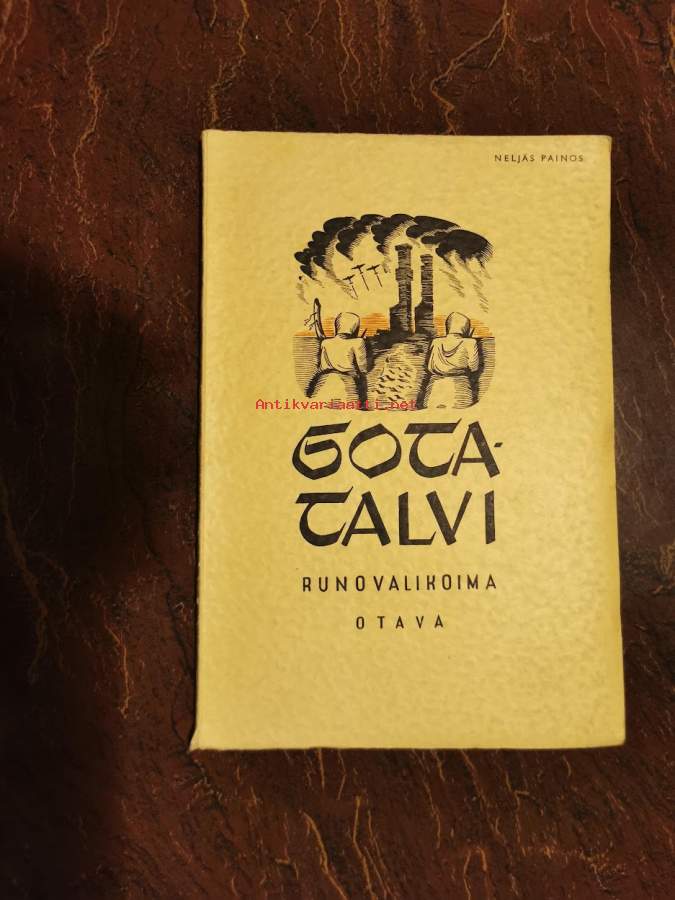 NELJÄS PAINOS
Antikvariaatti.net
SOTA-
TALVI
RUNOVALIKOIMA
OTAVA